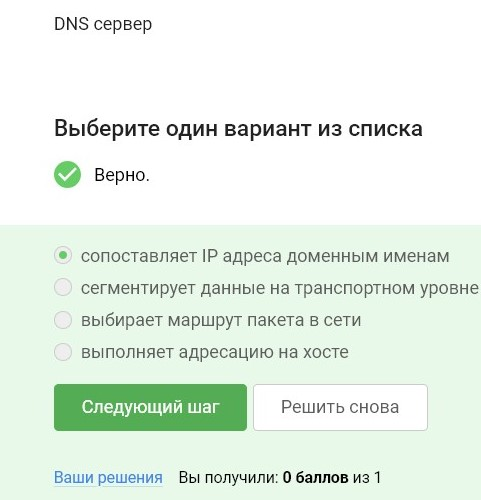 DNS сервер
Выберите один вариант из списка
Верно.
сопоставляет IP адреса доменным именам
сегментирует данные на транспортном уровне
выбирает маршрут пакета в сети
выполняет адресацию на хосте
Следующий шаг Решить снова
Ваши решения Вы получили: 0 баллов из 1